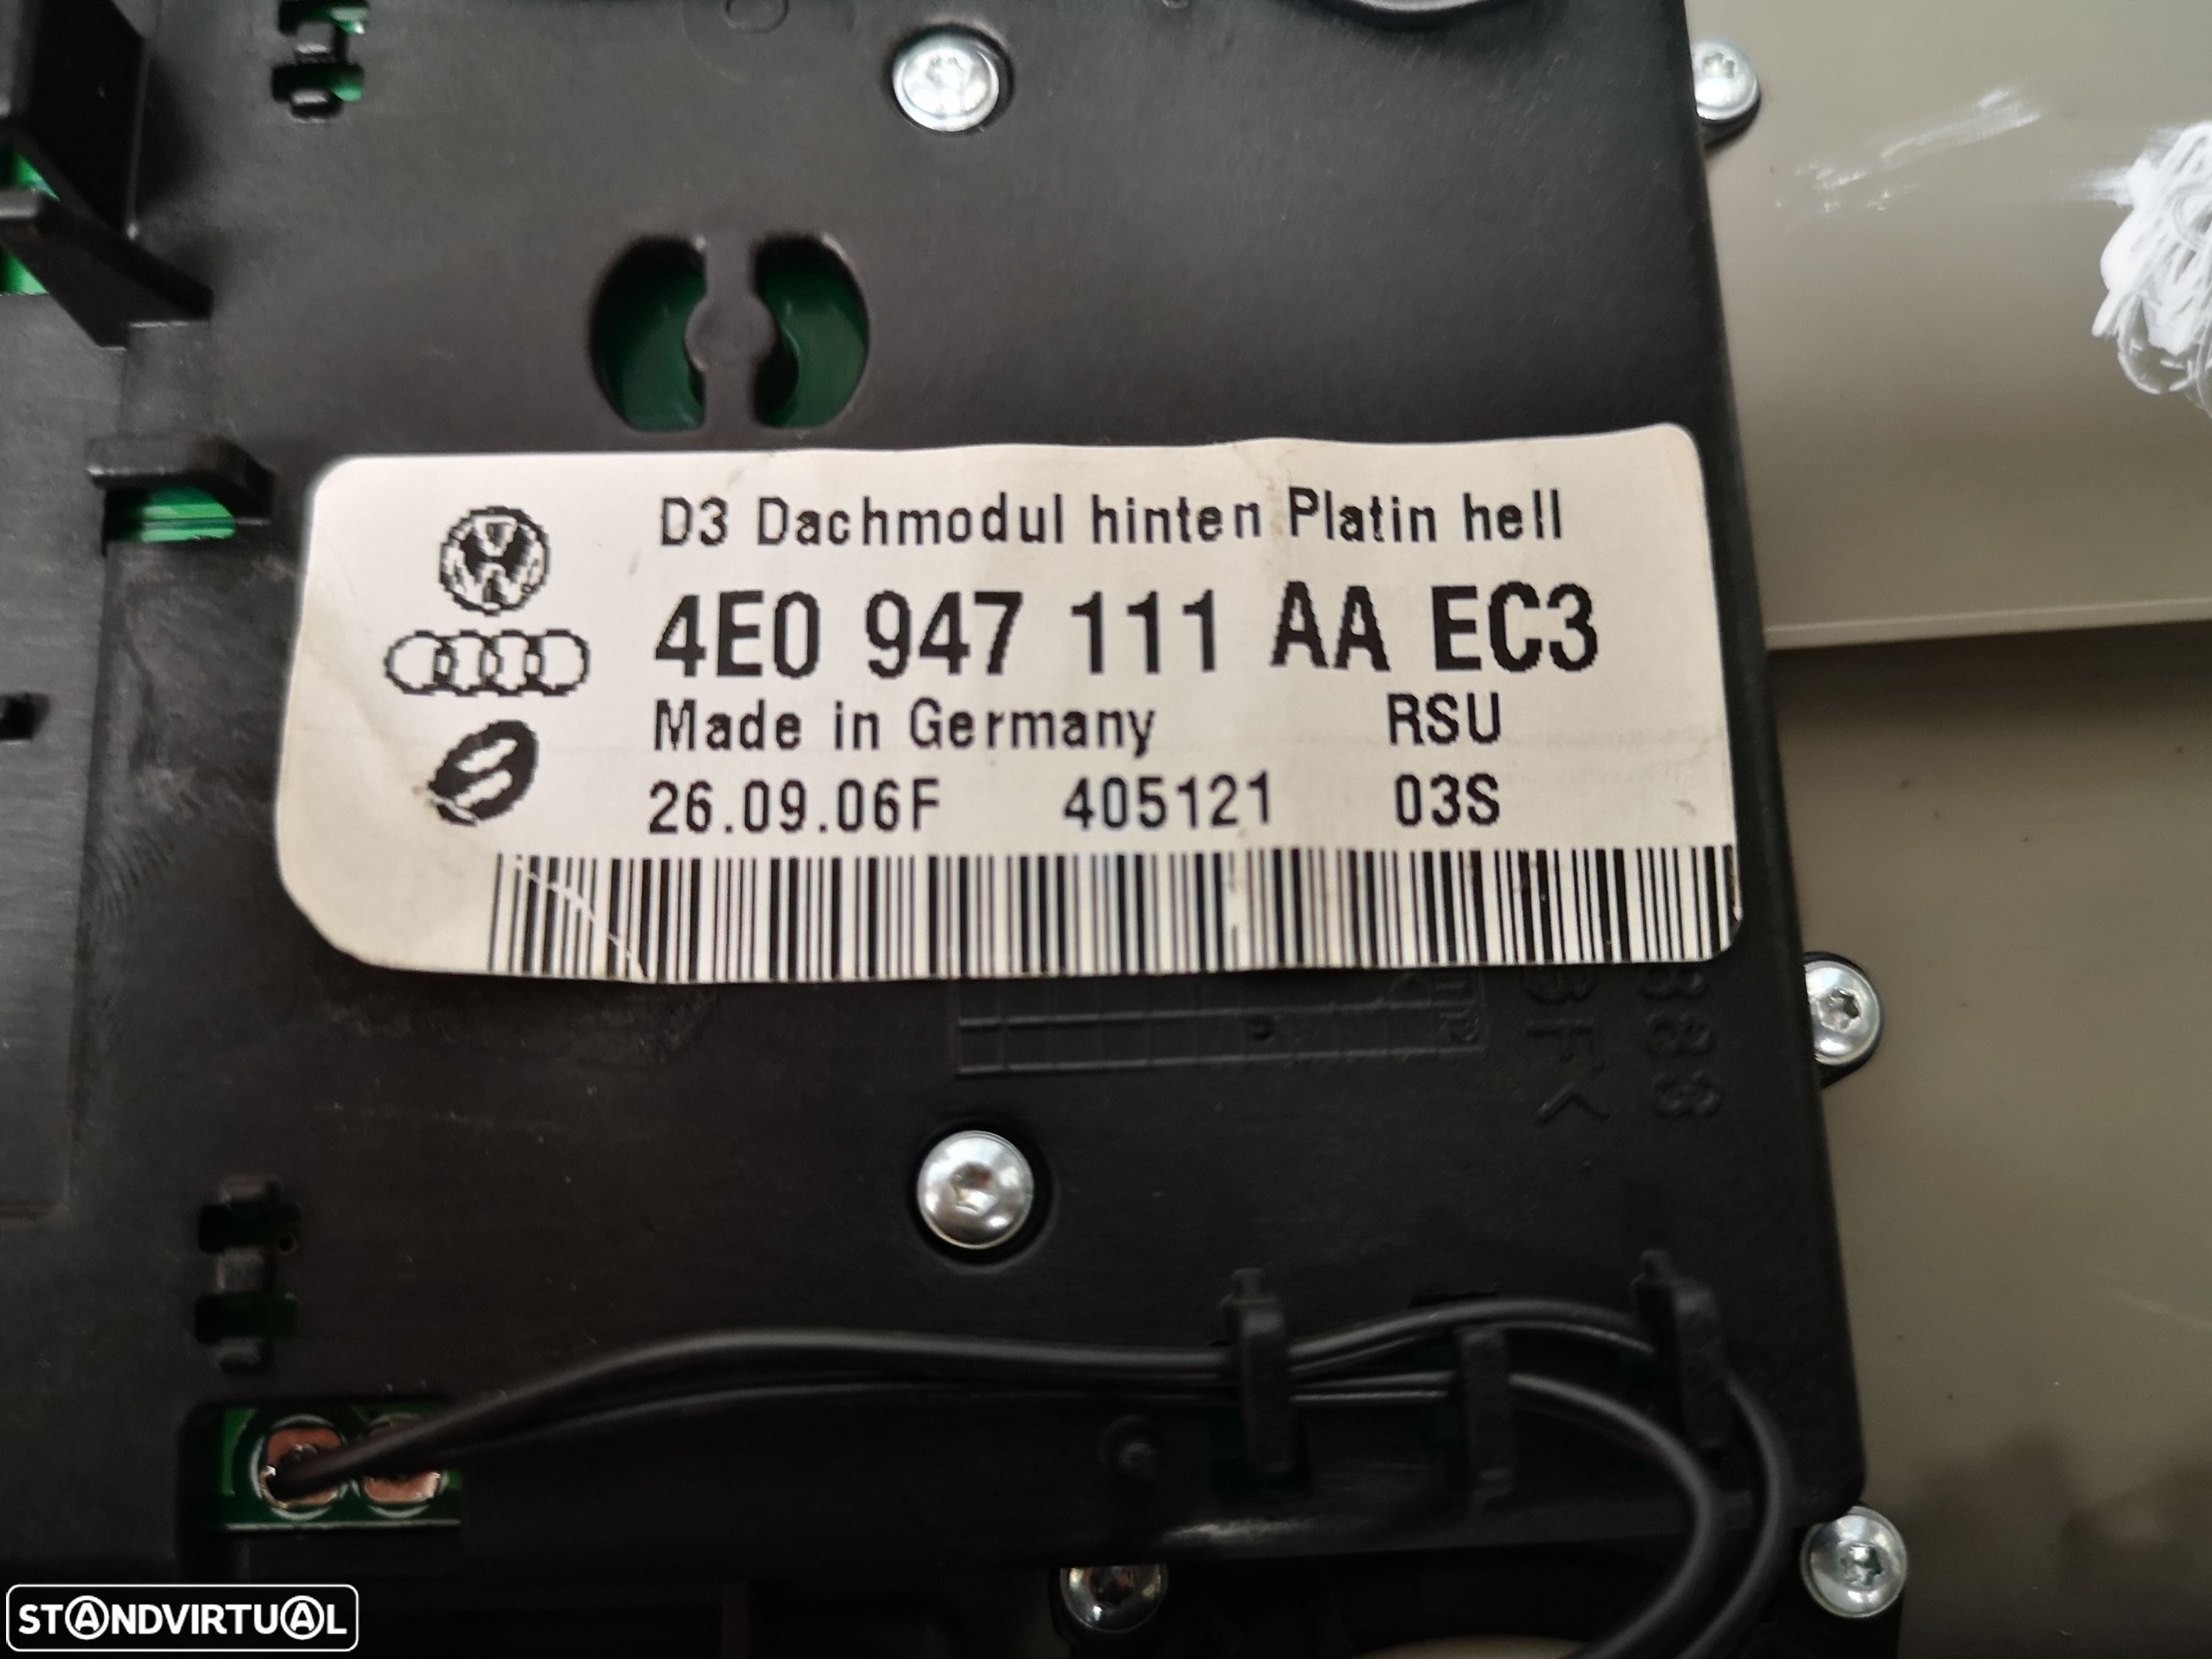 D3 Dachmodul hinten Platin hell
4E0 947 111 AA EC3
Made in Germany RSU
26.09.06F 405121 03S
STANDVIRTUAL